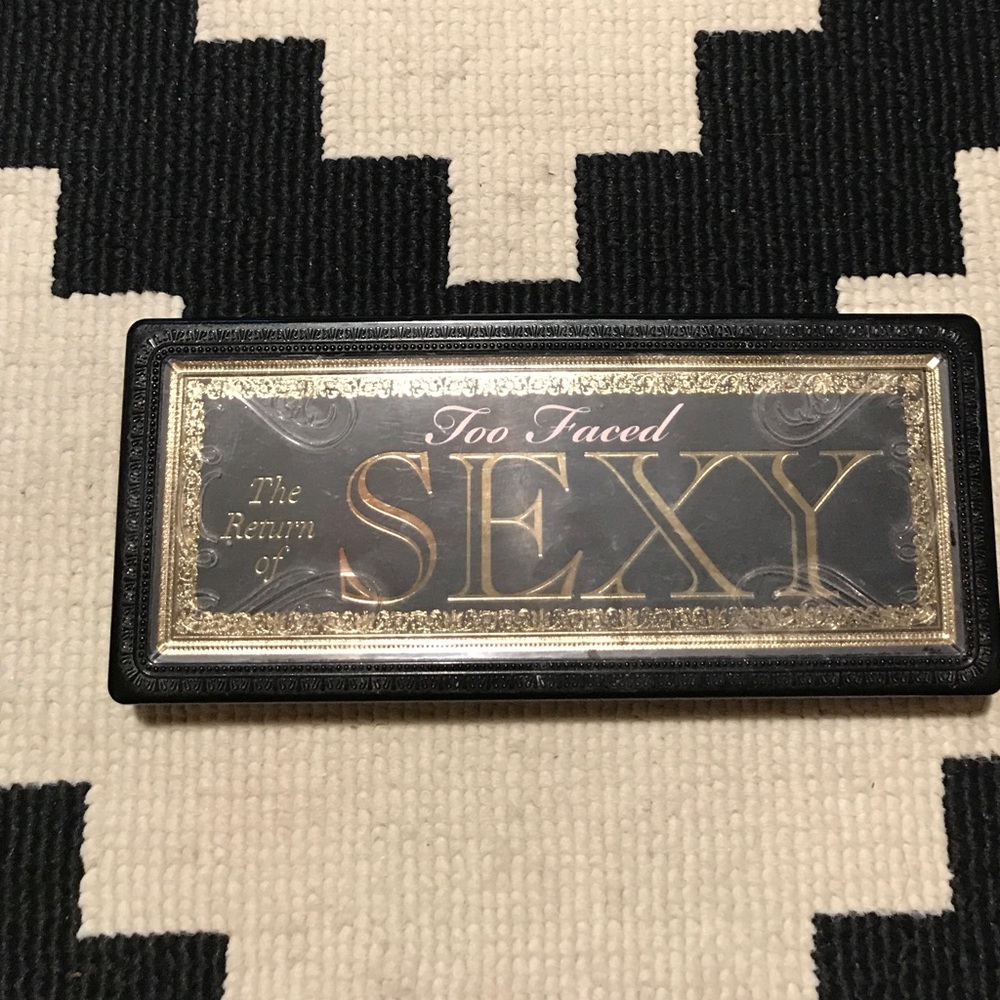 Too Faced
The
Return
of
SEXY